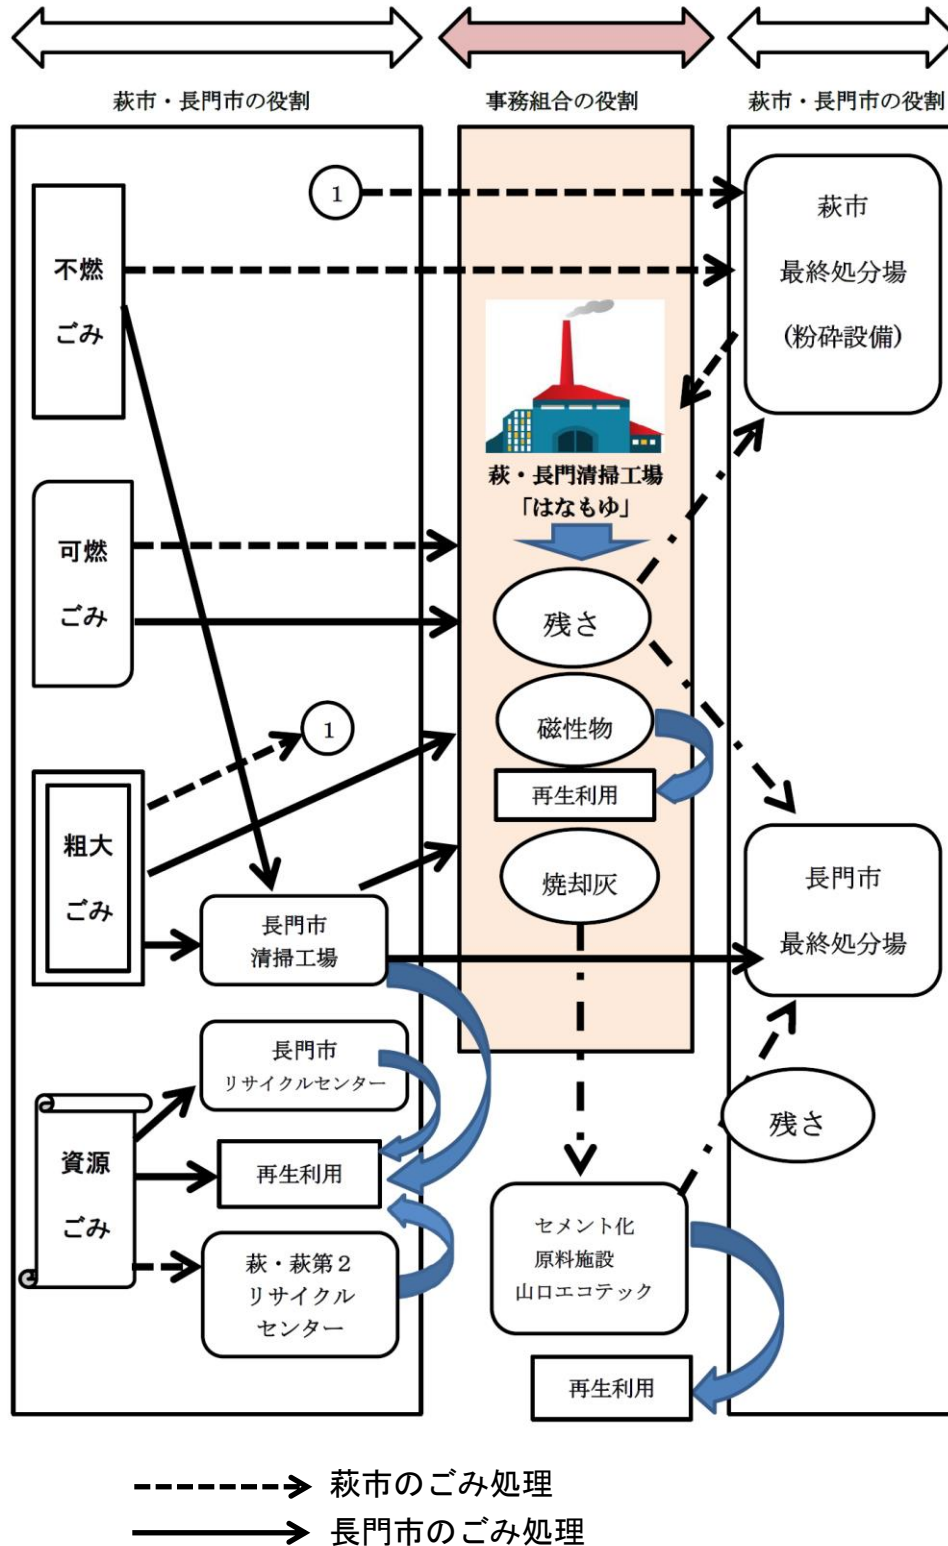 萩市・長門市の役割
事務組合の役割
萩市・長門市の役割
不燃
ごみ
1
萩市
最終処分場
(粉砕設備)
萩・長門清掃工場
「はなもゆ」
可燃
ごみ
残さ
磁性物
再生利用
焼却灰
1
粗大
ごみ
長門市
清掃工場
長門市
最終処分場
長門市
リサイクルセンター
資源
ごみ
再生利用
萩・萩第2
リサイクル
センター
残さ
セメント化
原料施設
山口エコテック
再生利用
萩市のごみ処理
長門市のごみ処理